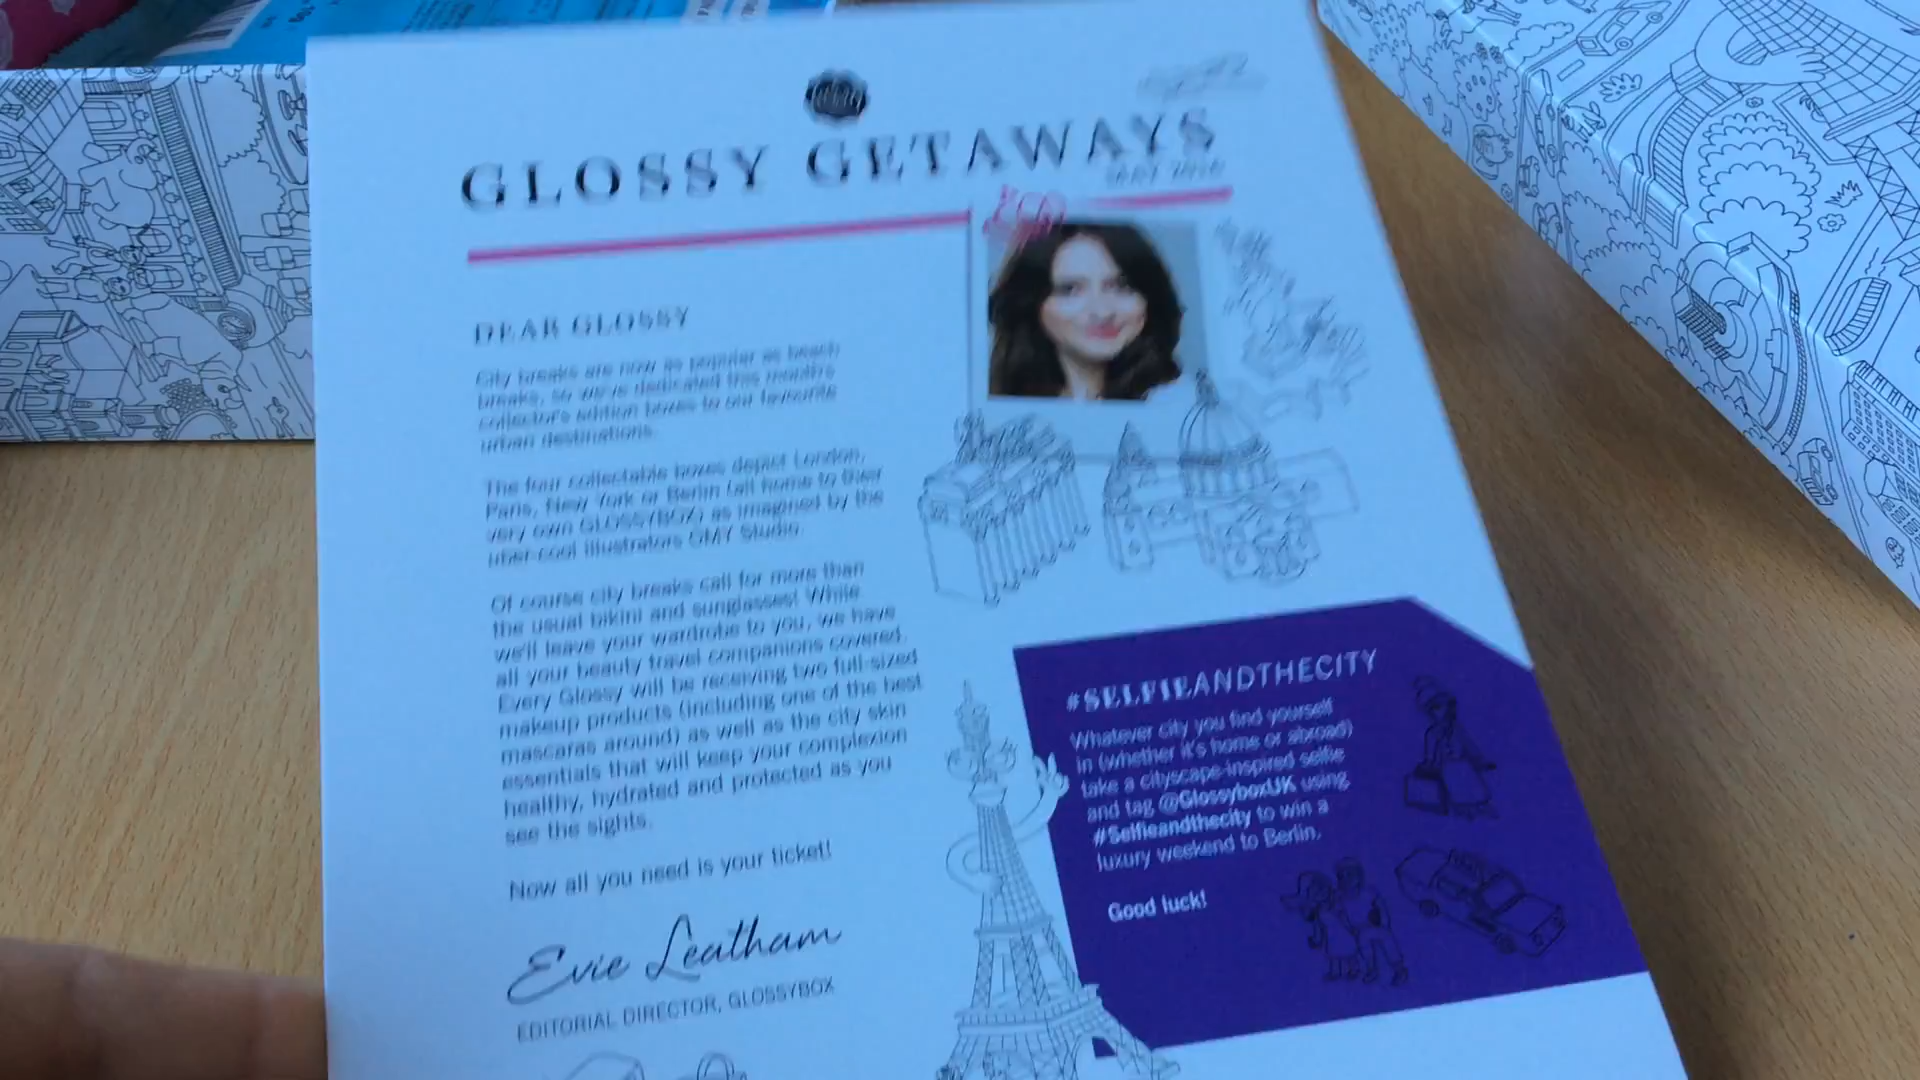 GLOSSY GETAWAYS
MAY 2016
DEAR GLOSSY
City breaks are now as popular as beach
breaks, so we've dedicated this month's
collector's edition boxes to our favourite
urban destinations.
The four collectable boxes depict London,
Paris, New York or Berlin (all home to their
very own GLOSSYBOX) as imagined by the
uber-cool illustrators OMY Studio.
Of course city breaks call for more than
the usual bikini and sunglasses! While
we'll leave your wardrobe to you, we have
all your beauty travel companions covered.
Every Glossy will be receiving two full-sized
makeup products (including one of the best
mascaras around) as well as the city skin
essentials that will keep your complexion
healthy, hydrated and protected as you
see the sights.
Now all you need is your ticket!
Evie Leatham
EDITORIAL DIRECTOR, GLOSSYBOX
#SELFIEANDTHECITY
Whatever city you find yourself
in (whether it's home or abroad)
take a cityscape-inspired selfie
and tag @GlossyboxUK using
#Selfieandthecity to win a
luxury weekend to Berlin.
Good luck!